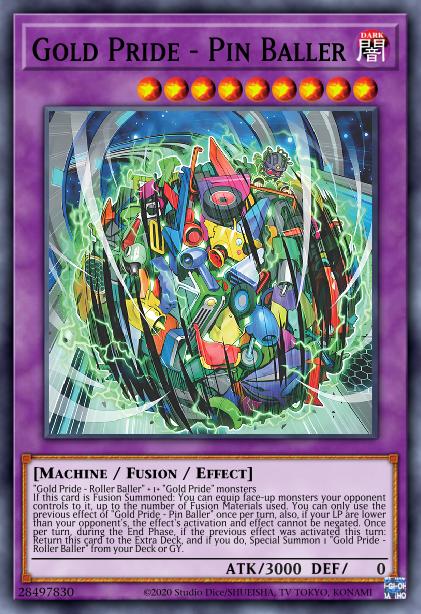 GOLD PRIDE - PIN BALLER
DARK
闇
[MACHINE / FUSION / EFFECT]
"Gold Pride - Roller Baller" + 1+ "Gold Pride" monsters
If this card is Fusion Summoned: You can equip face-up monsters your opponent
controls to it, up to the number of Fusion Materials used. You can only use the
previous effect of "Gold Pride - Pin Baller" once per turn, also, if your LP are lower
than your opponent's, the effect's activation and effect cannot be negated. Once
per turn, during the End Phase, if the previous effect was activated this turn:
Return this card to the Extra Deck, and if you do, Special Summon 1 "Gold Pride -
Roller Baller" from your Deck or GY.
ATK/3000 DEF/ 0
28497830 ©2020 Studio Dice/SHUEISHA, TV TOKYO, KONAMI